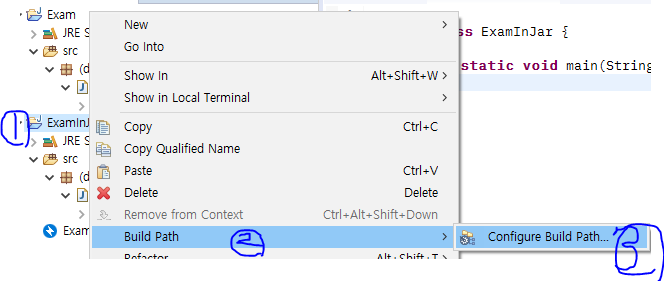 Exam
JRE S
src
(d
J
ExamInJ
JRE S
src
(d
J
Exam
New
Go Into
Show In Alt+Shift+W
Show in Local Terminal
Copy Ctrl+C
Copy Qualified Name
Paste Ctrl+V
Delete Delete
Remove from Context Ctrl+Alt+Shift+Down
Build Path
Refactor Alt+Shift+T
Configure Build Path...
ss ExamInJar {
static void main(String
1
2
3